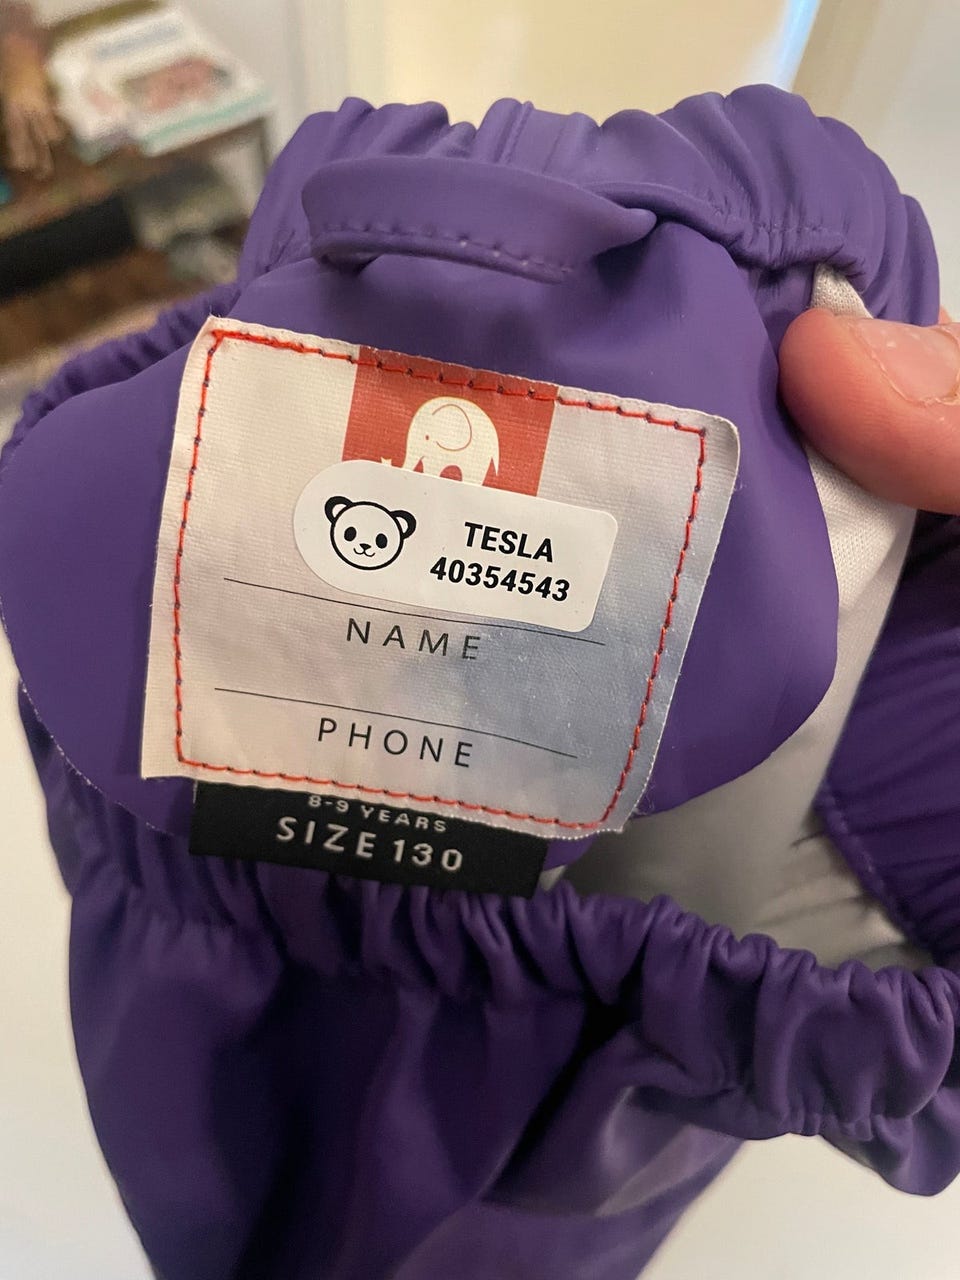 TESLA
40354543
NAME
PHONE
8-9 YEARS
SIZE 130